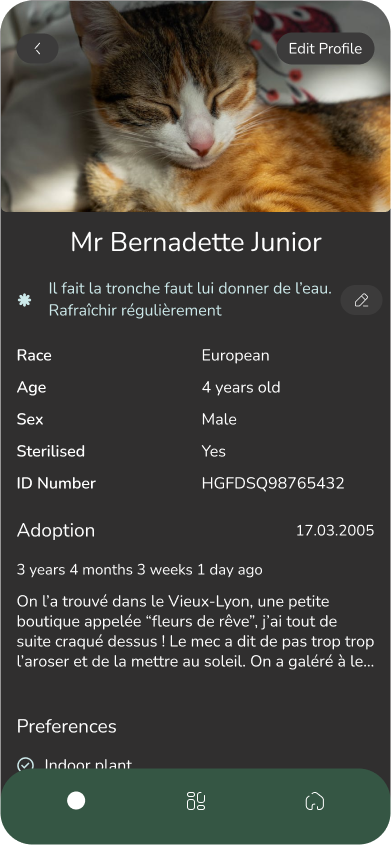 Edit Profile
Mr Bernadette Junior
Il fait la tronche faut lui donner de l’eau.
Rafraîchir régulièrement
Race European
Age 4 years old
Sex Male
Sterilised Yes
ID Number HGFDSQ98765432
Adoption 17.03.2005
3 years 4 months 3 weeks 1 day ago
On l’a trouvé dans le Vieux-Lyon, une petite
boutique appelée “fleurs de rêve”, j’ai tout de
suite craqué dessus ! Le mec a dit de pas trop trop
l’aroser et de la mettre au soleil. On a galéré à le...
Preferences
Indoor plant